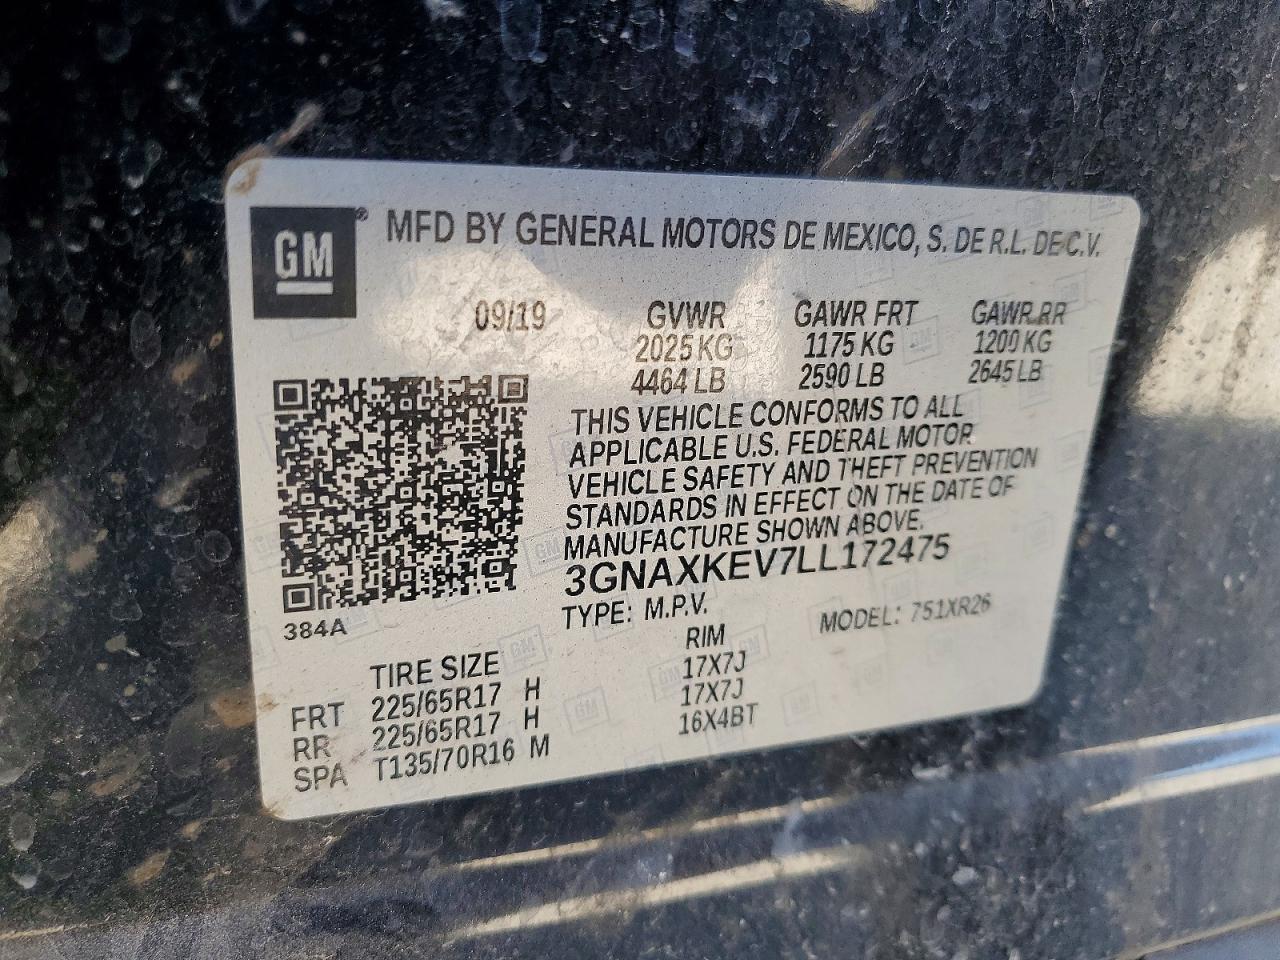 GM® MFD BY GENERAL MOTORS DE MEXICO, S. DE R.L. DE C.V.
09/19 GVWR GAWR FRT GAWR RR
2025 KG 1175 KG 1200 KG
4464 LB 2590 LB 2645 LB
THIS VEHICLE CONFORMS TO ALL
APPLICABLE U.S. FEDERAL MOTOR
VEHICLE SAFETY AND THEFT PREVENTION
STANDARDS IN EFFECT ON THE DATE OF
MANUFACTURE SHOWN ABOVE.
3GNAXKEV7LL172475
384A
TYPE: M.P.V. MODEL: 751XR26
TIRE SIZE RIM
FRT 225/65R17 H 17X7J
RR 225/65R17 H 17X7J
SPA T135/70R16 M 16X4BT